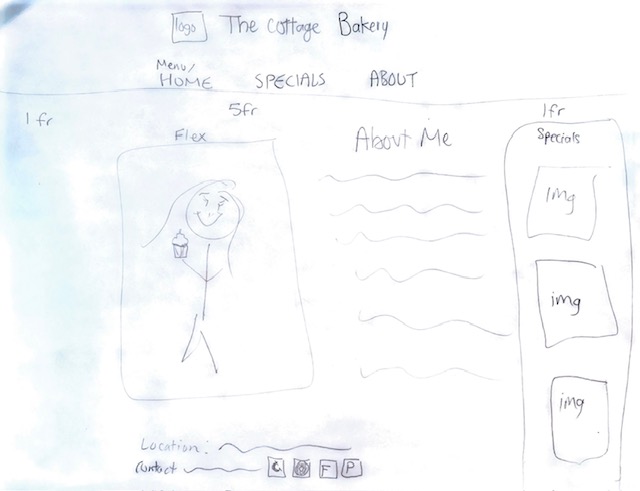 logo The Cottage Bakery
Menu/
HOME SPECIALS ABOUT
1 fr 5fr 1fr
Flex About Me Specials
Img
img
img
Location:
Contact F P